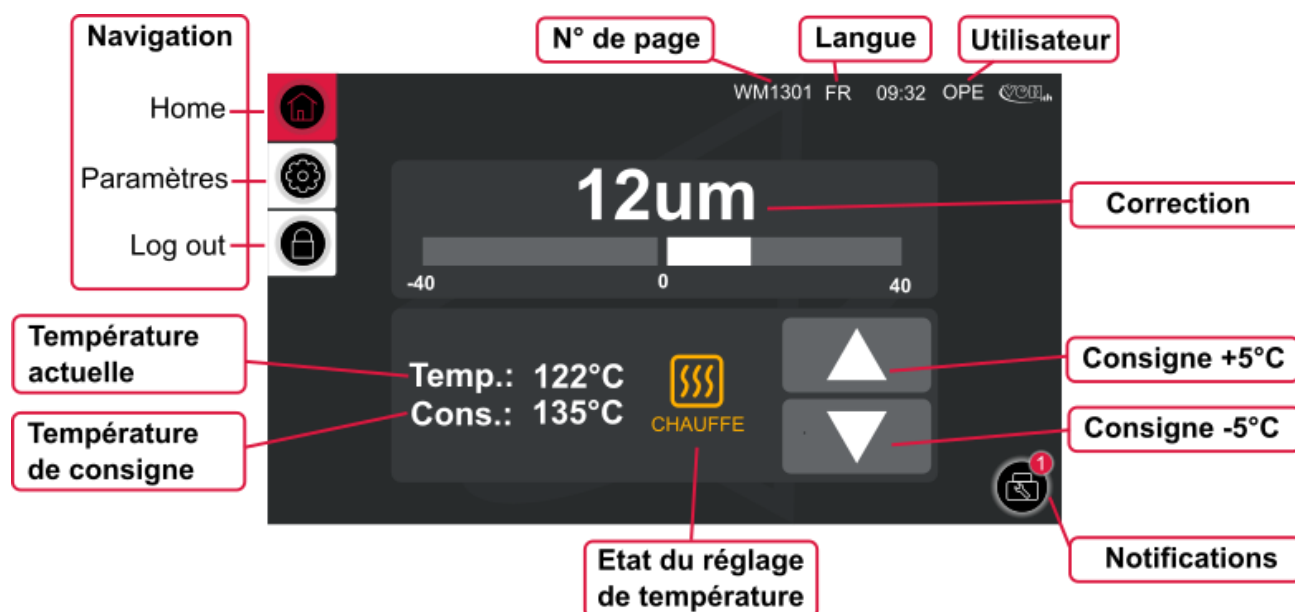 Navigation
N° de page
Langue
Utilisateur
Home
WM1301 FR 09:32 OPE
Paramètres
12um
Correction
Log out
-40 0 40
Température
actuelle
Temp.: 122°C
Cons.: 135°C
CHAUFFE
Consigne +5°C
Température
de consigne
Consigne -5°C
1
Etat du réglage
de température
Notifications